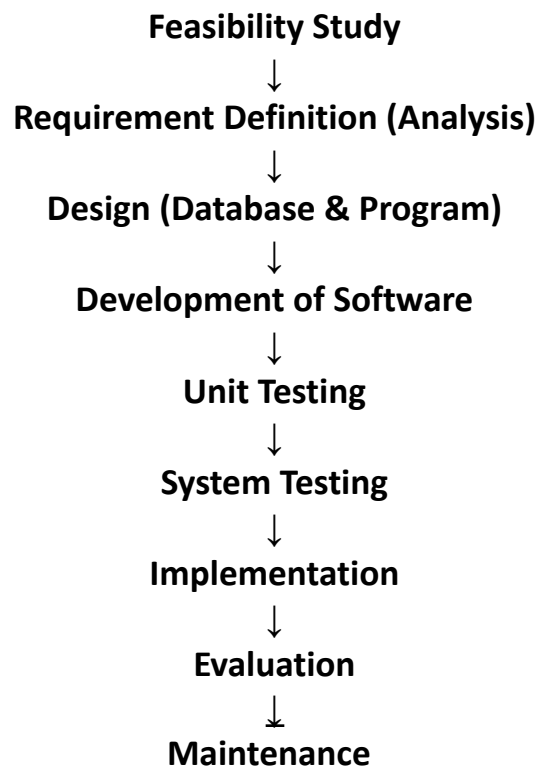 Feasibility Study
↓
Requirement Definition (Analysis)
↓
Design (Database & Program)
↓
Development of Software
↓
Unit Testing
↓
System Testing
↓
Implementation
↓
Evaluation
↓
Maintenance